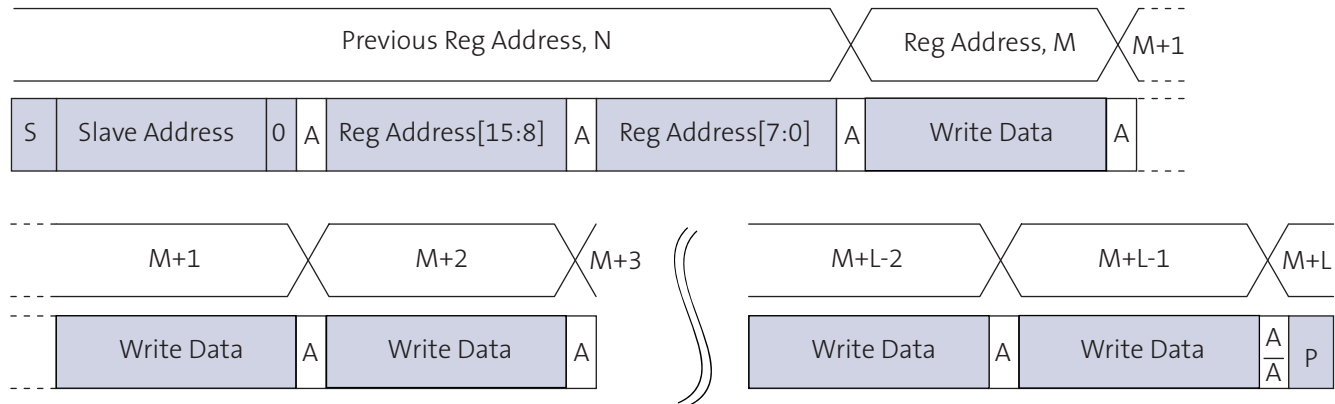 Previous Reg Address, N Reg Address, M M+1
S Slave Address 0 A Reg Address[15:8] A Reg Address[7:0] A Write Data A
M+1 M+2 M+3 M+L-2 M+L-1 M+L
Write Data A Write Data A Write Data A Write Data A/A̅ P